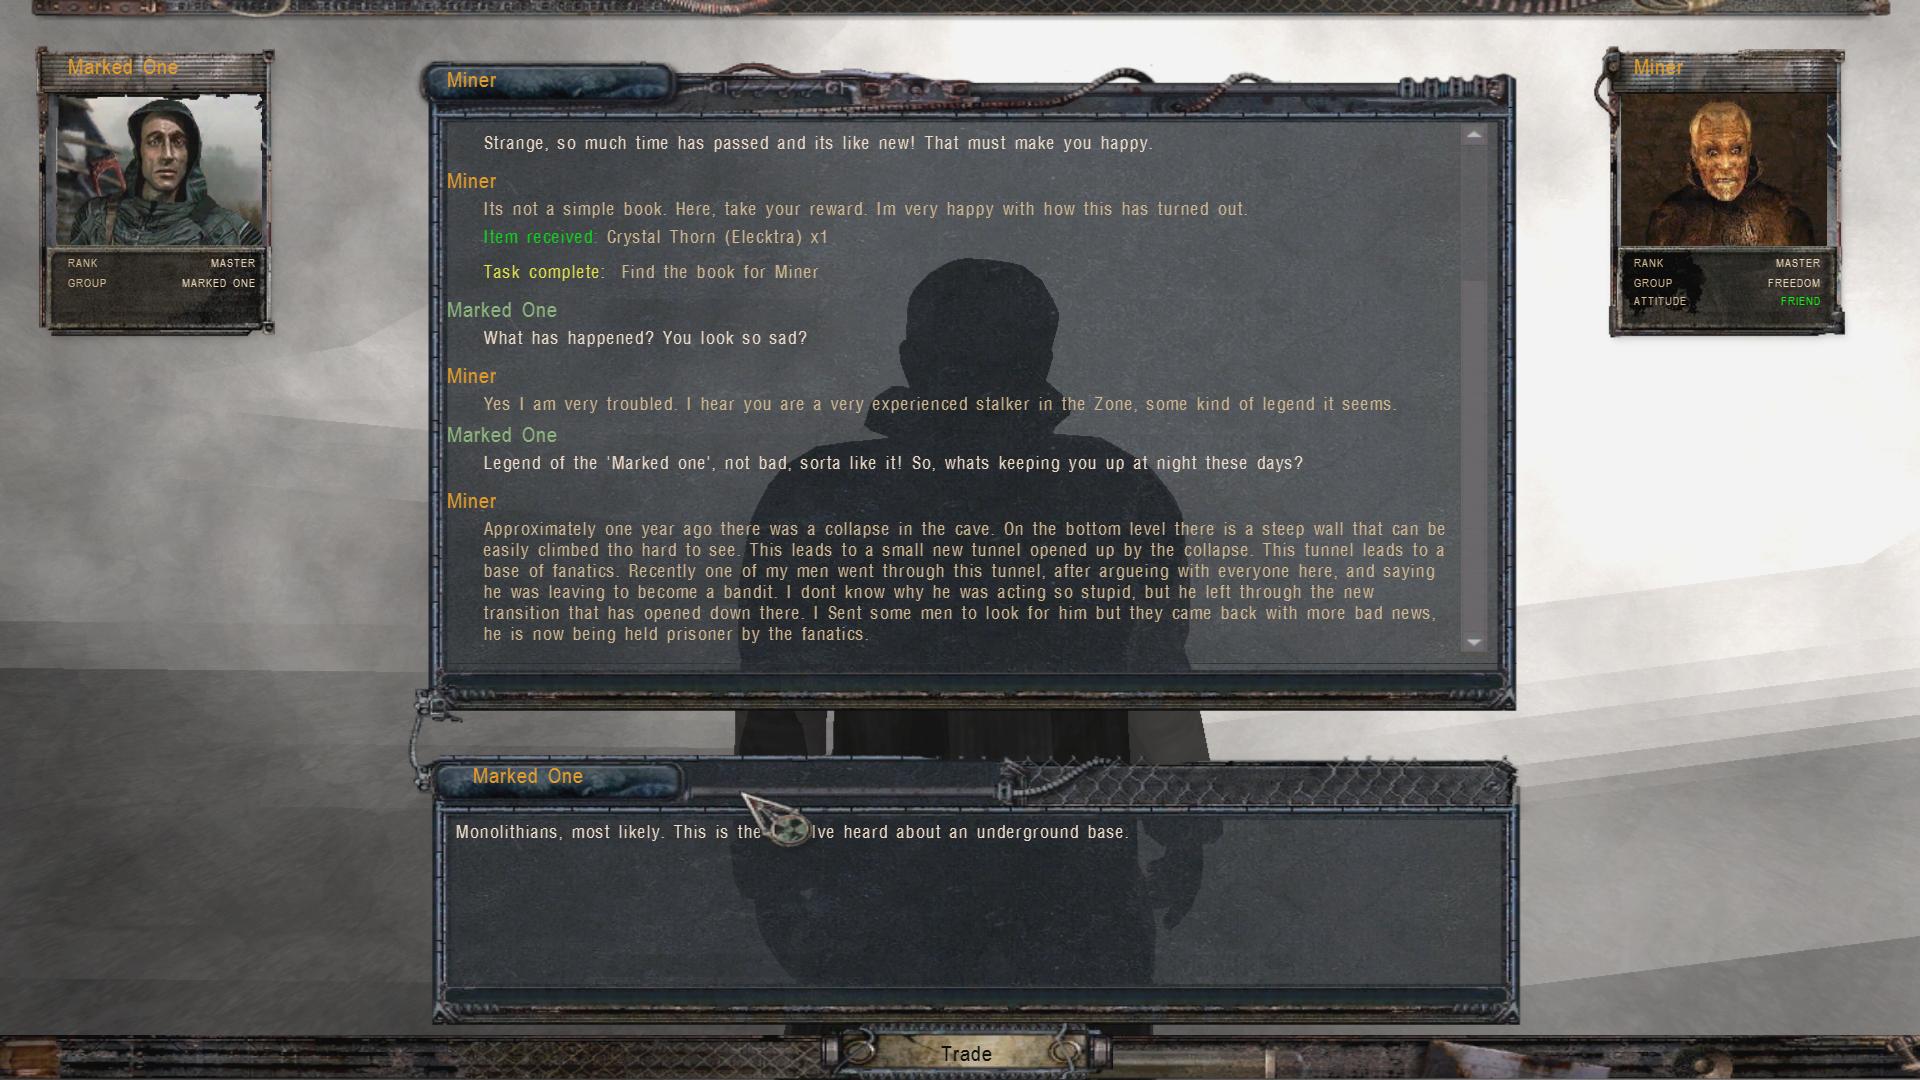 Marked One
RANK MASTER
GROUP MARKED ONE
Miner
Strange, so much time has passed and its like new! That must make you happy.
Miner
Its not a simple book. Here, take your reward. Im very happy with how this has turned out.
Item received: Crystal Thorn (Elecktra) x1
Task complete: Find the book for Miner
Marked One
What has happened? You look so sad?
Miner
Yes I am very troubled. I hear you are a very experienced stalker in the Zone, some kind of legend it seems.
Marked One
Legend of the 'Marked one', not bad, sorta like it! So, whats keeping you up at night these days?
Miner
Approximately one year ago there was a collapse in the cave. On the bottom level there is a steep wall that can be
easily climbed tho hard to see. This leads to a small new tunnel opened up by the collapse. This tunnel leads to a
base of fanatics. Recently one of my men went through this tunnel, after argueing with everyone here, and saying
he was leaving to become a bandit. I dont know why he was acting so stupid, but he left through the new
transition that has opened down there. I Sent some men to look for him but they came back with more bad news,
he is now being held prisoner by the fanatics.
Miner
RANK MASTER
GROUP FREEDOM
ATTITUDE FRIEND
Marked One
Monolithians, most likely. This is the Ive heard about an underground base.
Trade